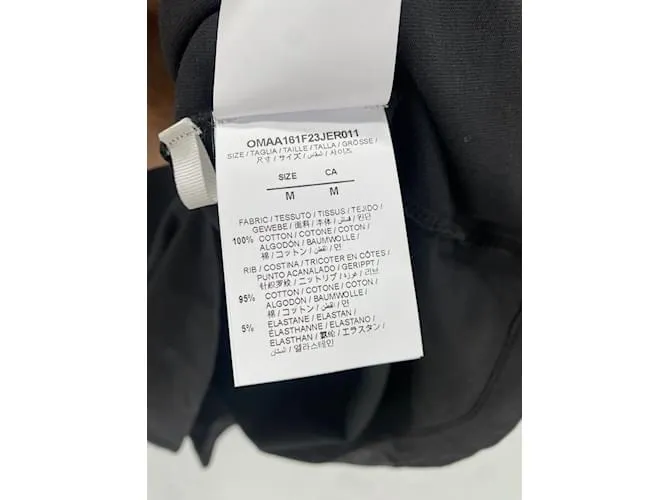 OMAA161F23JER011
SIZE / TAGLIA / TAILLE / TALLA / GRÖSSE /
尺寸 / サイズ / مقاس / 사이즈
SIZE CA
M M
FABRIC / TESSUTO / TISSUS / TEJIDO /
GEWEBE / 面料 / 本体 / قماش / 원단
100% COTTON / COTONE / COTON /
ALGODÓN / BAUMWOLLE /
棉 / コットン / قطن / 면
RIB / COSTINA / TRICOTER EN CÔTES /
PUNTO ACANALADO / GERIPPT /
针织罗纹 / ニットリブ / 리브
95% COTTON / COTONE / COTON /
ALGODÓN / BAUMWOLLE /
棉 / コットン / قطن / 면
5% ELASTANE / ELASTAN /
ÉLASTHANNE / ELASTANO /
ELASTHAN / 氨纶 / エラスタン /
엘라스테인